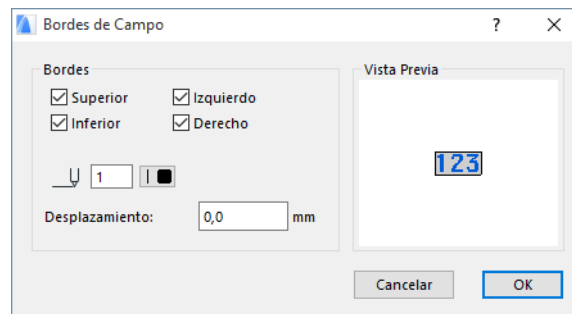 Bordes de Campo ?
Bordes
Superior Izquierdo
Inferior Derecho
1
Desplazamiento: 0,0 mm
Vista Previa
123
Cancelar OK